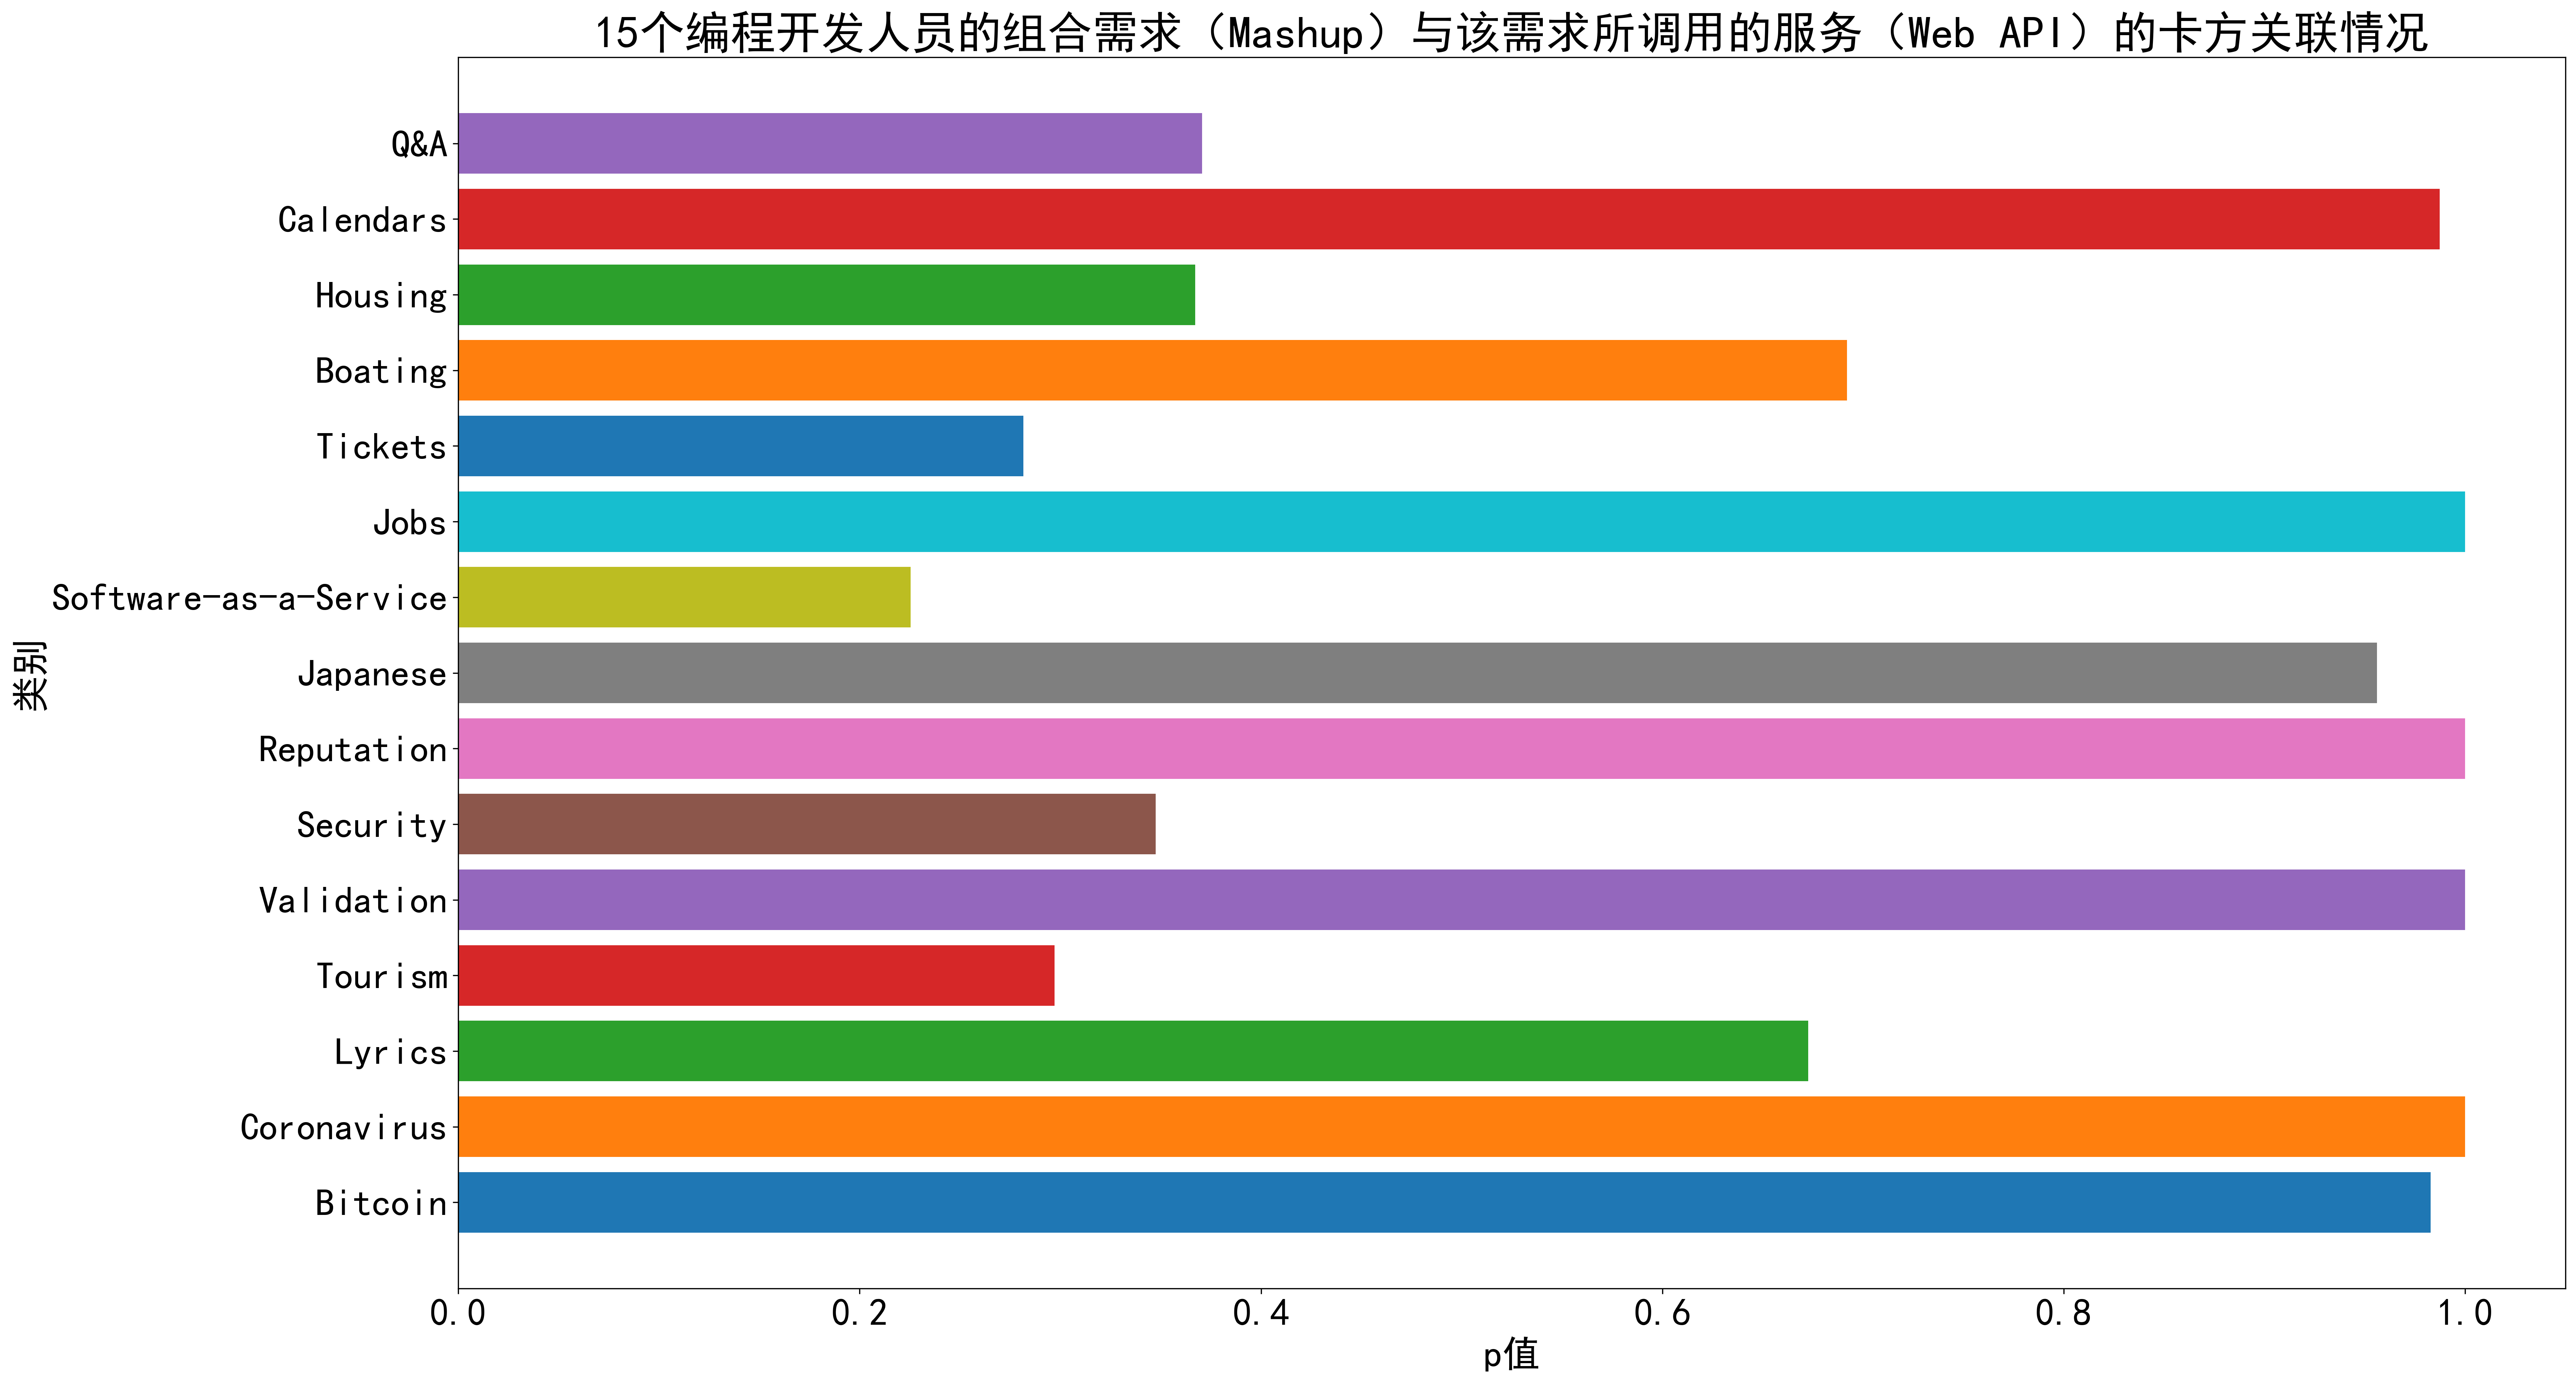 15个编程开发人员的组合需求（Mashup）与该需求所调用的服务（Web API）的卡方关联情况
Q&A
Calendars
Housing
Boating
Tickets
Jobs
Software-as-a-Service
Japanese
Reputation
Security
Validation
Tourism
Lyrics
Coronavirus
Bitcoin
类别
0.0 0.2 0.4 0.6 0.8 1.0
p值